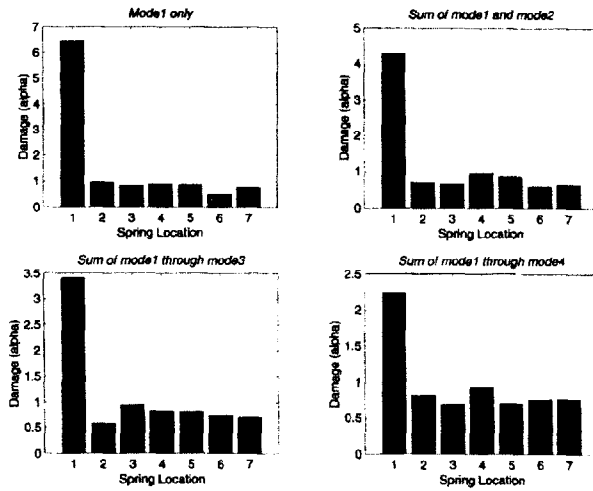 Mode1 only
7
6
5
4
3
2
1
0
Damage (alpha)
1 2 3 4 5 6 7
Spring Location
Sum of mode1 and mode2
5
4
3
2
1
0
Damage (alpha)
1 2 3 4 5 6 7
Spring Location
Sum of mode1 through mode3
3.5
3
2.5
2
1.5
1
0.5
0
Damage (alpha)
1 2 3 4 5 6 7
Spring Location
Sum of mode1 through mode4
2.5
2
1.5
1
0.5
0
Damage (alpha)
1 2 3 4 5 6 7
Spring Location